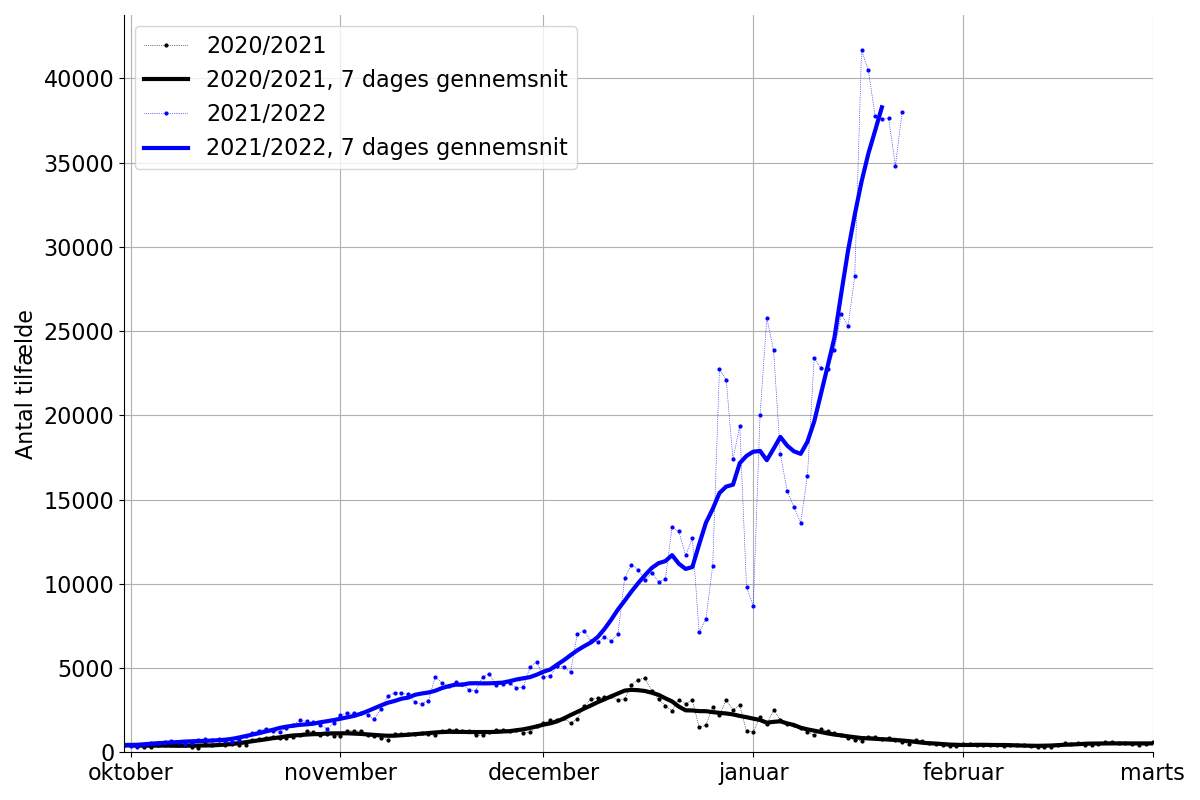 2020/2021
2020/2021, 7 dages gennemsnit
2021/2022
2021/2022, 7 dages gennemsnit
Antal tilfælde
40000
35000
30000
25000
20000
15000
10000
5000
0
oktober november december januar februar marts